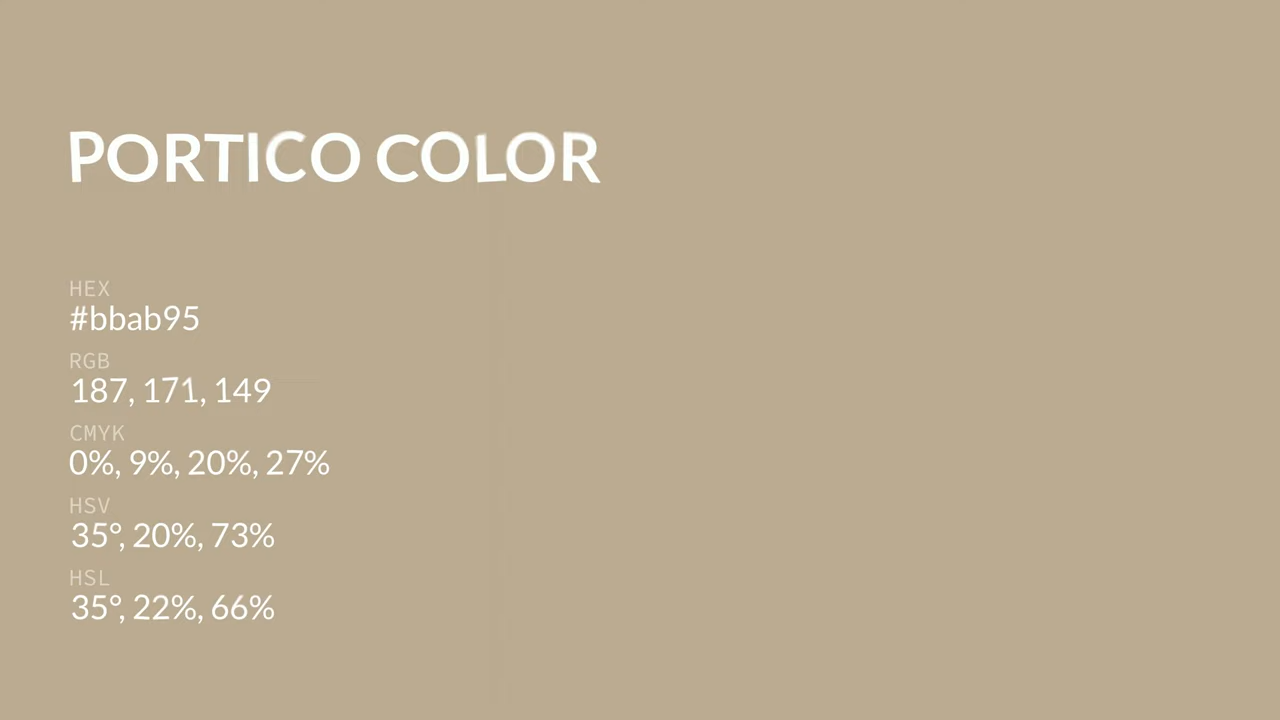 PORTICO COLOR
HEX
#bbab95
RGB
187, 171, 149
CMYK
0%, 9%, 20%, 27%
HSV
35°, 20%, 73%
HSL
35°, 22%, 66%